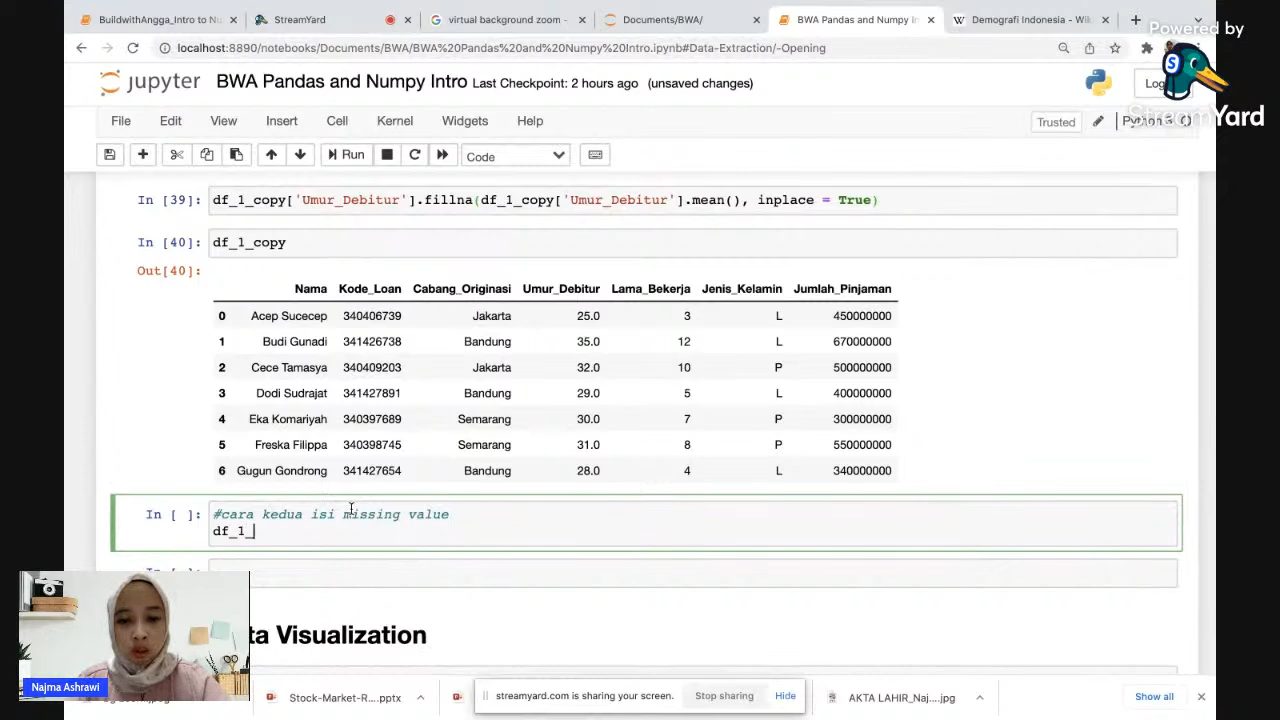 BuildwithAngga_Intro to Nu
StreamYard
virtual background zoom -
Documents/BWA/
BWA Pandas and Numpy In
Demografi Indonesia - Wik
Powered by
StreamYard
localhost:8890/notebooks/Documents/BWA/BWA%20Pandas%20and%20Numpy%20Intro.ipynb#Data-Extraction/-Opening
jupyter BWA Pandas and Numpy Intro Last Checkpoint: 2 hours ago (unsaved changes)
File Edit View Insert Cell Kernel Widgets Help
Trusted
Run
Code
In [39]: df_1_copy['Umur_Debitur'].fillna(df_1_copy['Umur_Debitur'].mean(), inplace = True)
In [40]: df_1_copy
Out[40]:
Nama Kode_Loan Cabang_Originasi Umur_Debitur Lama_Bekerja Jenis_Kelamin Jumlah_Pinjaman
0 Acep Sucecep 340406739 Jakarta 25.0 3 L 450000000
1 Budi Gunadi 341426738 Bandung 35.0 12 L 670000000
2 Cece Tamasya 340409203 Jakarta 32.0 10 P 500000000
3 Dodi Sudrajat 341427891 Bandung 29.0 5 L 400000000
4 Eka Komariyah 340397689 Semarang 30.0 7 P 300000000
5 Freska Filippa 340398745 Semarang 31.0 8 P 550000000
6 Gugun Gondrong 341427654 Bandung 28.0 4 L 340000000
In [ ]: #cara kedua isi missing value
df_1_
ta Visualization
Najma Ashrawi
Stock-Market-R....pptx
streamyard.com is sharing your screen.
Stop sharing
Hide
AKTA LAHIR_Naj....jpg
Show all